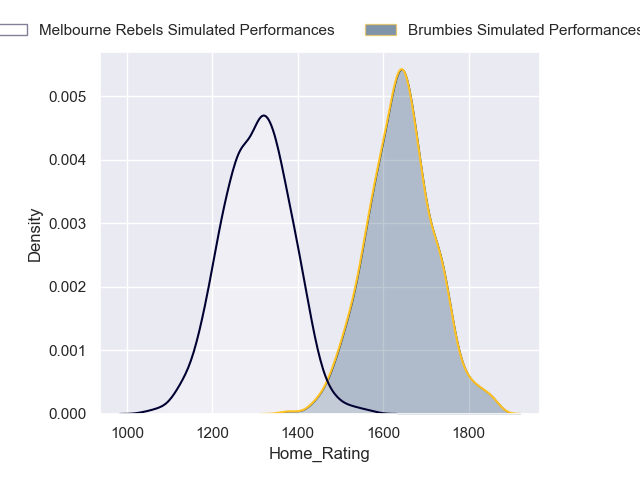 Melbourne Rebels Simulated Performances Brumbies Simulated Performances
0.005
0.004
0.003
0.002
0.001
0.000
Density
1000 1200 1400 1600 1800
Home_Rating